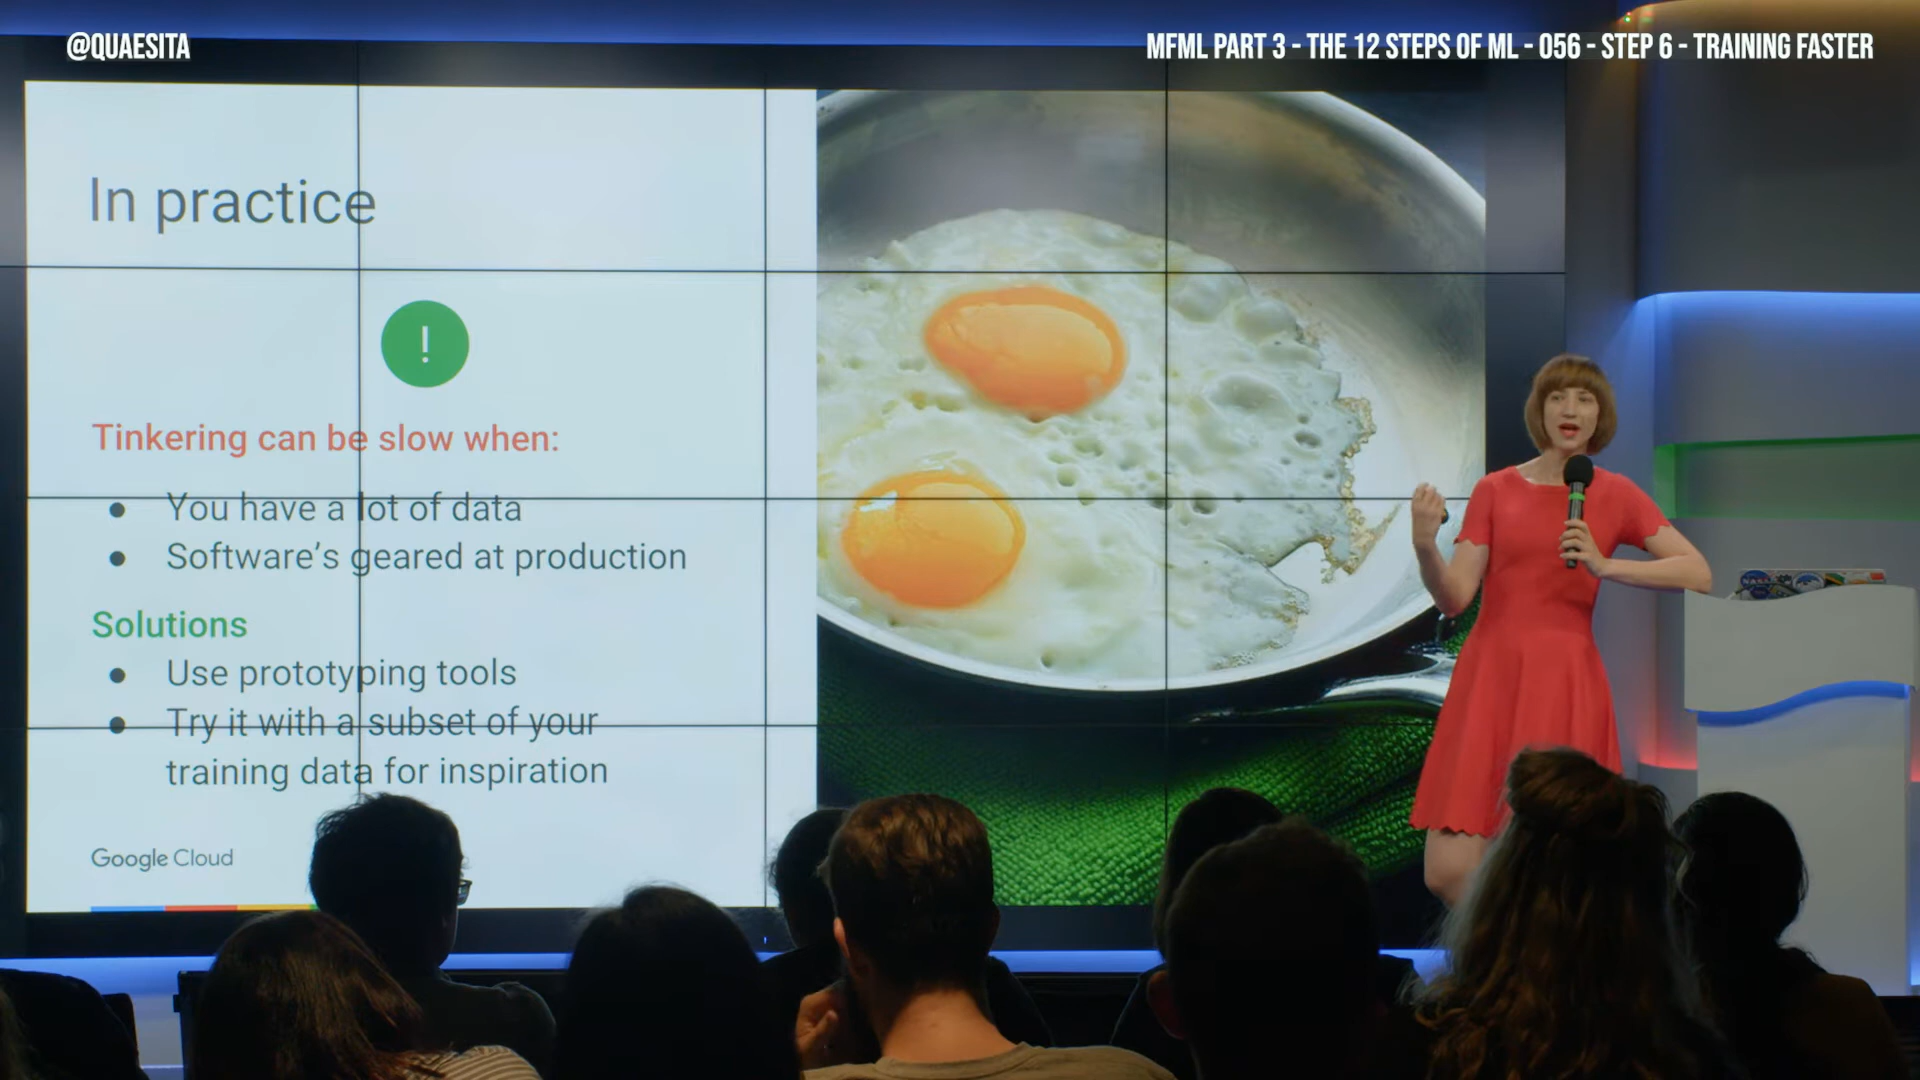 @QUAESITA
MFML PART 3 - THE 12 STEPS OF ML - 056 - STEP 6 - TRAINING FASTER
In practice
!
Tinkering can be slow when:
● You have a lot of data
● Software's geared at production
Solutions
● Use prototyping tools
● Try it with a subset of your
training data for inspiration
Google Cloud